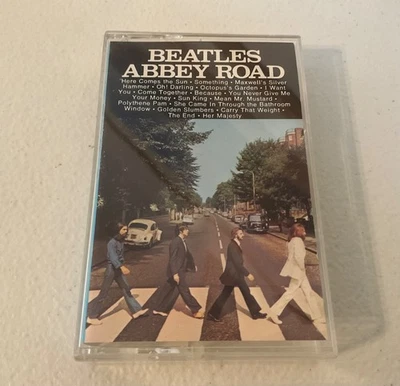 BEATLES
ABBEY ROAD
Here Comes the Sun • Something • Maxwell's Silver
Hammer • Oh! Darling • Octopus's Garden • I Want
You • Come Together • Because • You Never Give Me
Your Money • Sun King • Mean Mr. Mustard •
Polythene Pam • She Came In Through the Bathroom
Window • Golden Slumbers • Carry That Weight •
The End • Her Majesty